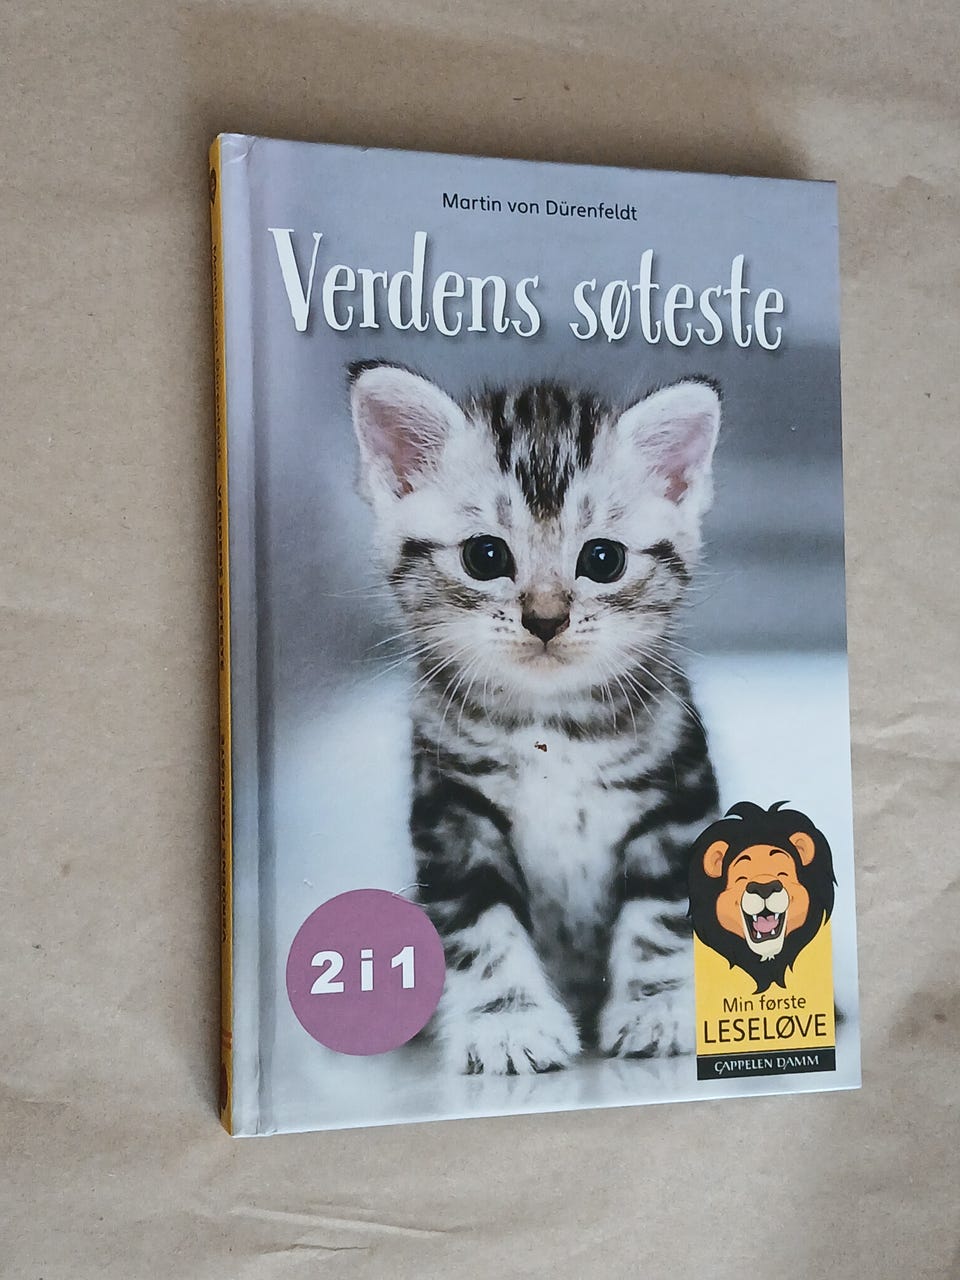 Martin von Dürenfeldt
Verdens søteste
2 i 1
Min første
LESELØVE
CAPPELEN DAMM